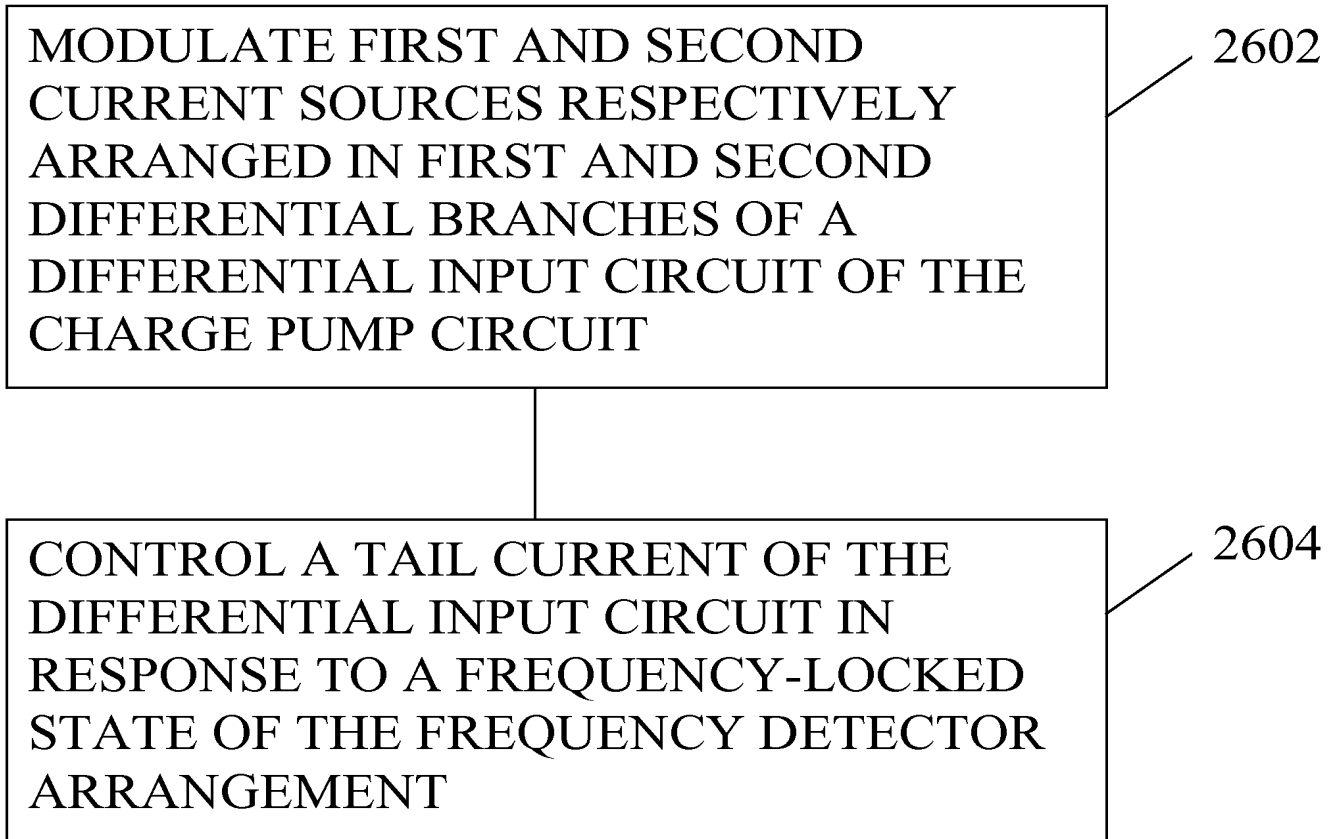 MODULATE FIRST AND SECOND
CURRENT SOURCES RESPECTIVELY
ARRANGED IN FIRST AND SECOND
DIFFERENTIAL BRANCHES OF A
DIFFERENTIAL INPUT CIRCUIT OF THE
CHARGE PUMP CIRCUIT
2602
CONTROL A TAIL CURRENT OF THE
DIFFERENTIAL INPUT CIRCUIT IN
RESPONSE TO A FREQUENCY-LOCKED
STATE OF THE FREQUENCY DETECTOR
ARRANGEMENT
2604